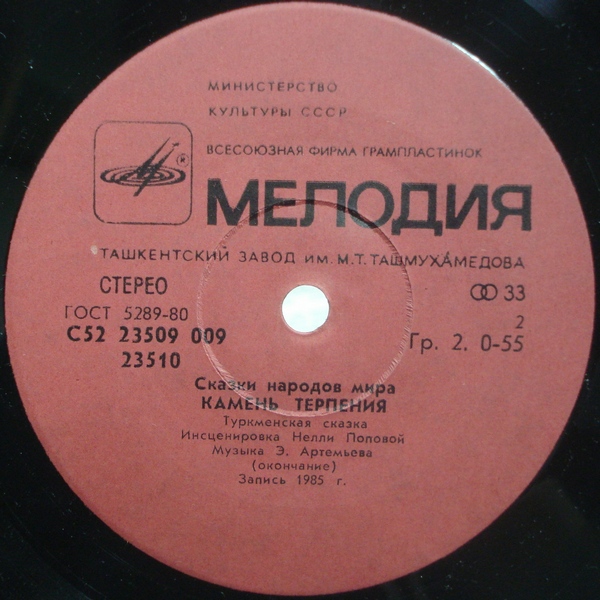 МИНИСТЕРСТВО
КУЛЬТУРЫ СССР
®
ВСЕСОЮЗНАЯ ФИРМА ГРАМПЛАСТИНОК
МЕЛОДИЯ
ТАШКЕНТСКИЙ ЗАВОД ИМ. М.Т. ТАШМУХАМЕДОВА
СТЕРЕО
33
ГОСТ 5289-80
2
С52 23509 009
Гр. 2. 0-55
23510
Сказки народов мира
КАМЕНЬ ТЕРПЕНИЯ
Туркменская сказка
Инсценировка Нелли Поповой
Музыка Э. Артемьева
(окончание)
Запись 1985 г.